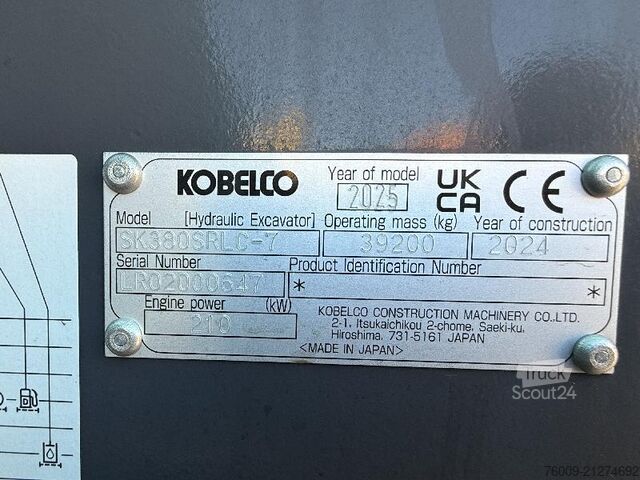 KOBELCO
Year of model
2025
UK
CA
CE
Model [Hydraulic Excavator] Operating mass (kg) Year of construction
SK380SRLC-7 39200 2024
Serial Number Product Identification Number
LR02000647 * *
Engine power (kW)
210
KOBELCO CONSTRUCTION MACHINERY CO.,LTD.
2-1, Itsukaichikou 2-chome, Saeki-ku,
Hiroshima, 731-5161 JAPAN
<MADE IN JAPAN>
Truck
Scout24
76009-21274692